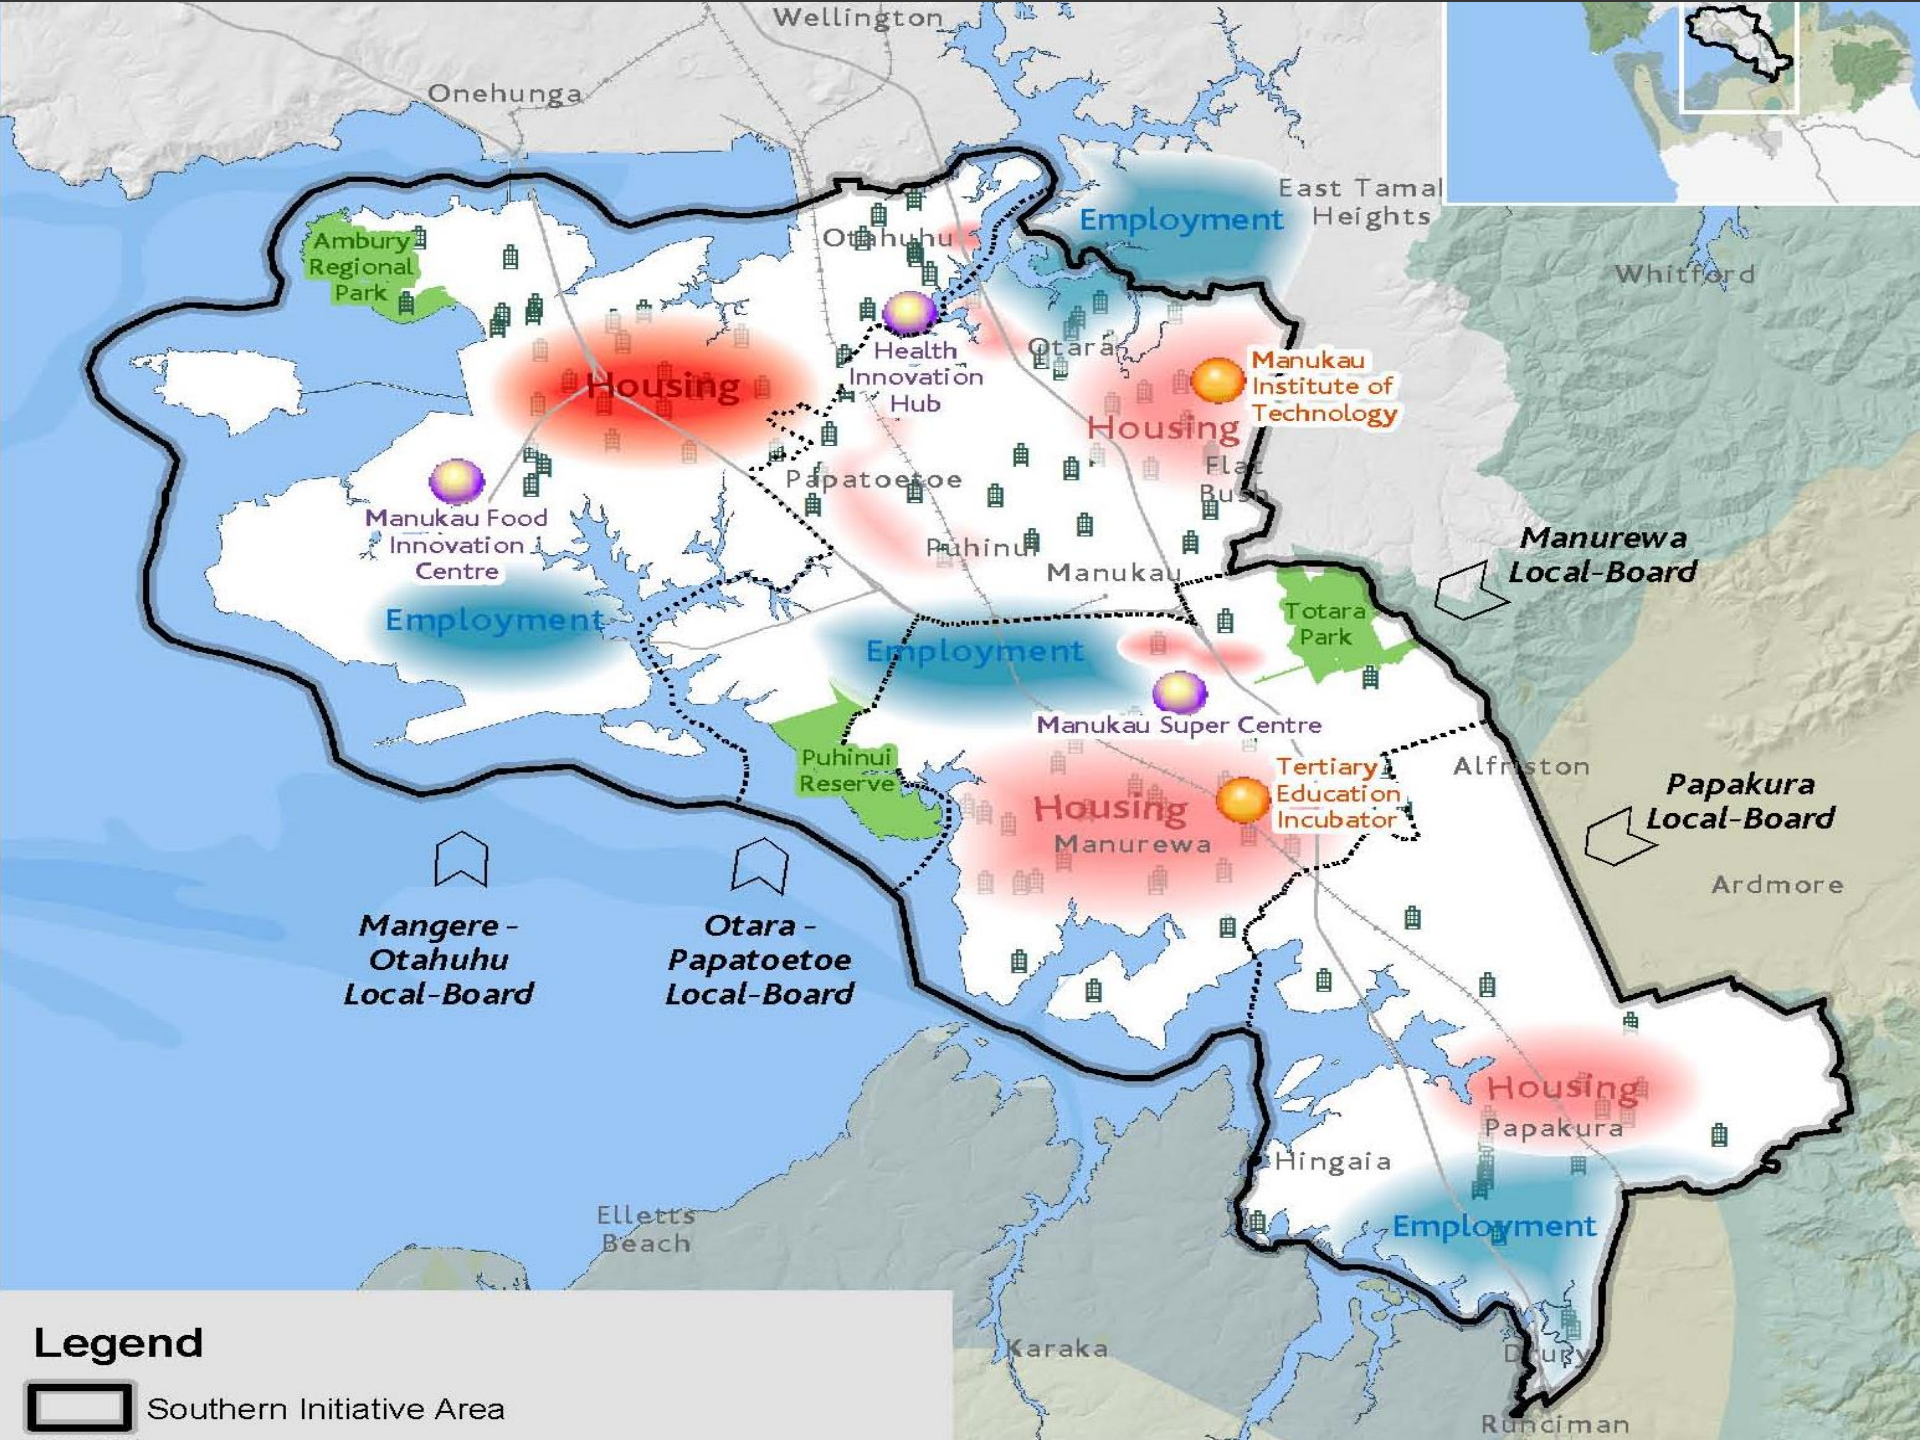 Wellington
Onehunga
East Tamal
Heights
Employment
Whitford
Ambury
Regional
Park
Otahuhu
Health
Innovation
Hub
Otara
Housing
Manukau
Institute of
Technology
Housing
Flat
Bush
Papatoetoe
Manukau Food
Innovation
Centre
Puhinui
Manukau
Manurewa
Local-Board
Employment
Employment
Totara
Park
Manukau Super Centre
Puhinui
Reserve
Alfriston
Tertiary
Education
Incubator
Housing
Manurewa
Papakura
Local-Board
Ardmore
Mangere -
Otahuhu
Local-Board
Otara -
Papatoetoe
Local-Board
Housing
Papakura
Hingaia
Employment
Elletts
Beach
Karaka
Drury
Runciman
Legend
Southern Initiative Area